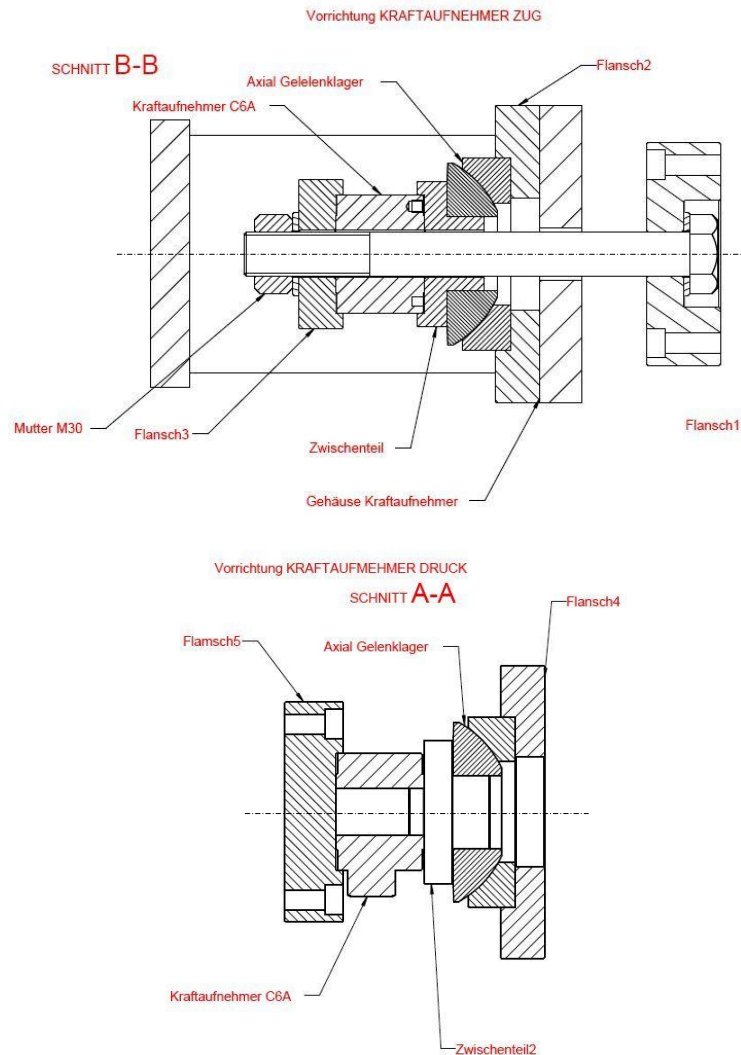 Vorrichtung KRAFTAUFNEHMER ZUG
SCHNITT B-B
Flansch2
Axial Gelelenklager
Kraftaufnehmer C6A
Mutter M30
Flansch3
Flansch1
Zwischenteil
Gehäuse Kraftaufnehmer
Vorrichtung KRAFTAUFMEHMER DRUCK
SCHNITT A-A
Flansch4
Flamsch5
Axial Gelenklager
Kraftaufnehmer C6A
Zwischenteil2